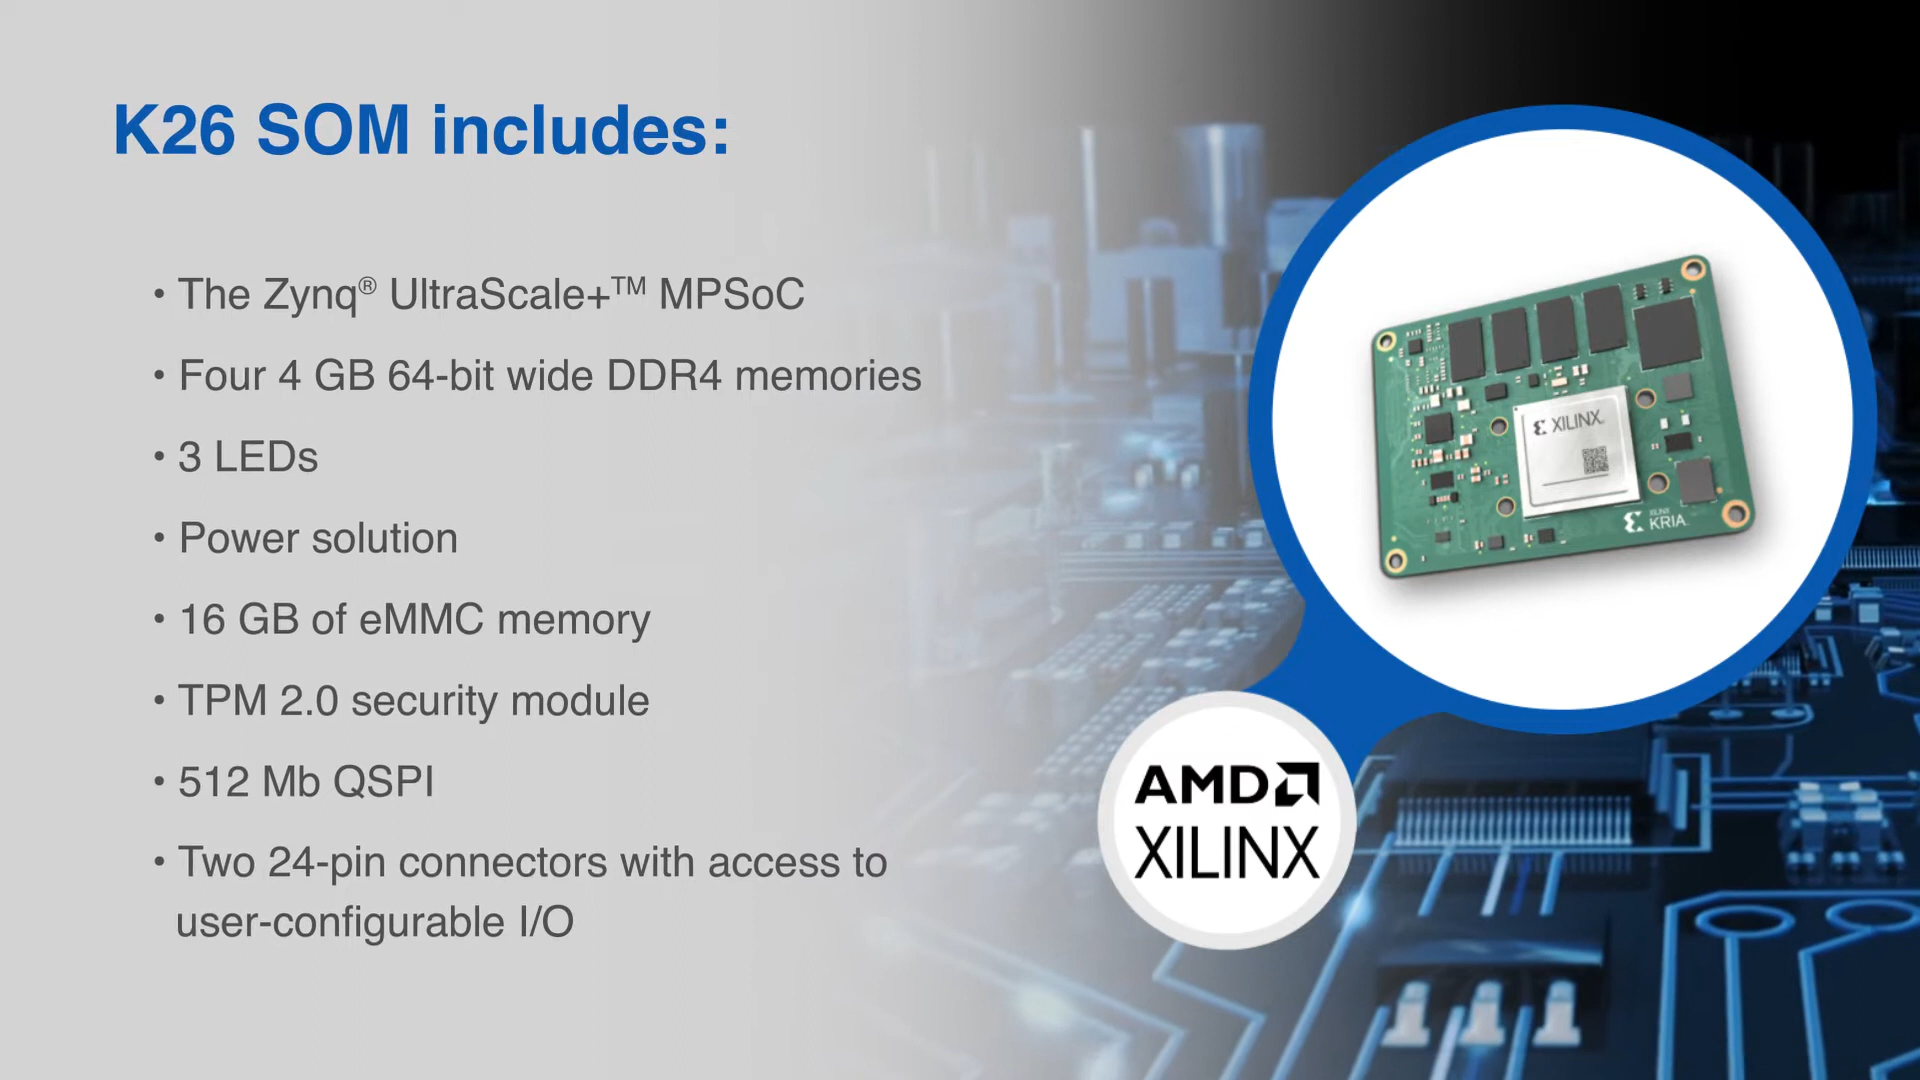 K26 SOM includes:
• The Zynq® UltraScale+™ MPSoC
• Four 4 GB 64-bit wide DDR4 memories
• 3 LEDs
• Power solution
• 16 GB of eMMC memory
• TPM 2.0 security module
• 512 Mb QSPI
• Two 24-pin connectors with access to
user-configurable I/O
XILINX
XILINX
KRIA
AMD
XILINX